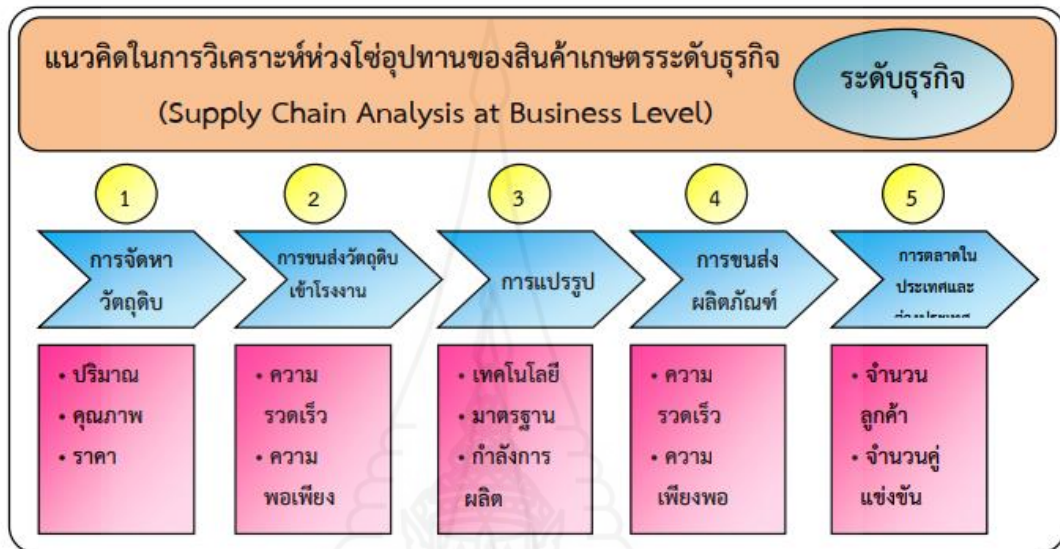 แนวคิดในการวิเคราะห์ห่วงโซ่อุปทานของสินค้าเกษตรระดับธุรกิจ
(Supply Chain Analysis at Business Level)
ระดับธุรกิจ
1
การจัดหา
วัตถุดิบ
• ปริมาณ
• คุณภาพ
• ราคา
2
การขนส่งวัตถุดิบ
เข้าโรงงาน
• ความ
รวดเร็ว
• ความ
พอเพียง
3
การแปรรูป
• เทคโนโลยี
• มาตรฐาน
• กำลังการ
ผลิต
4
การขนส่ง
ผลิตภัณฑ์
• ความ
รวดเร็ว
• ความ
เพียงพอ
5
การตลาดใน
ประเทศและ
• จำนวน
ลูกค้า
• จำนวนคู่
แข่งขัน